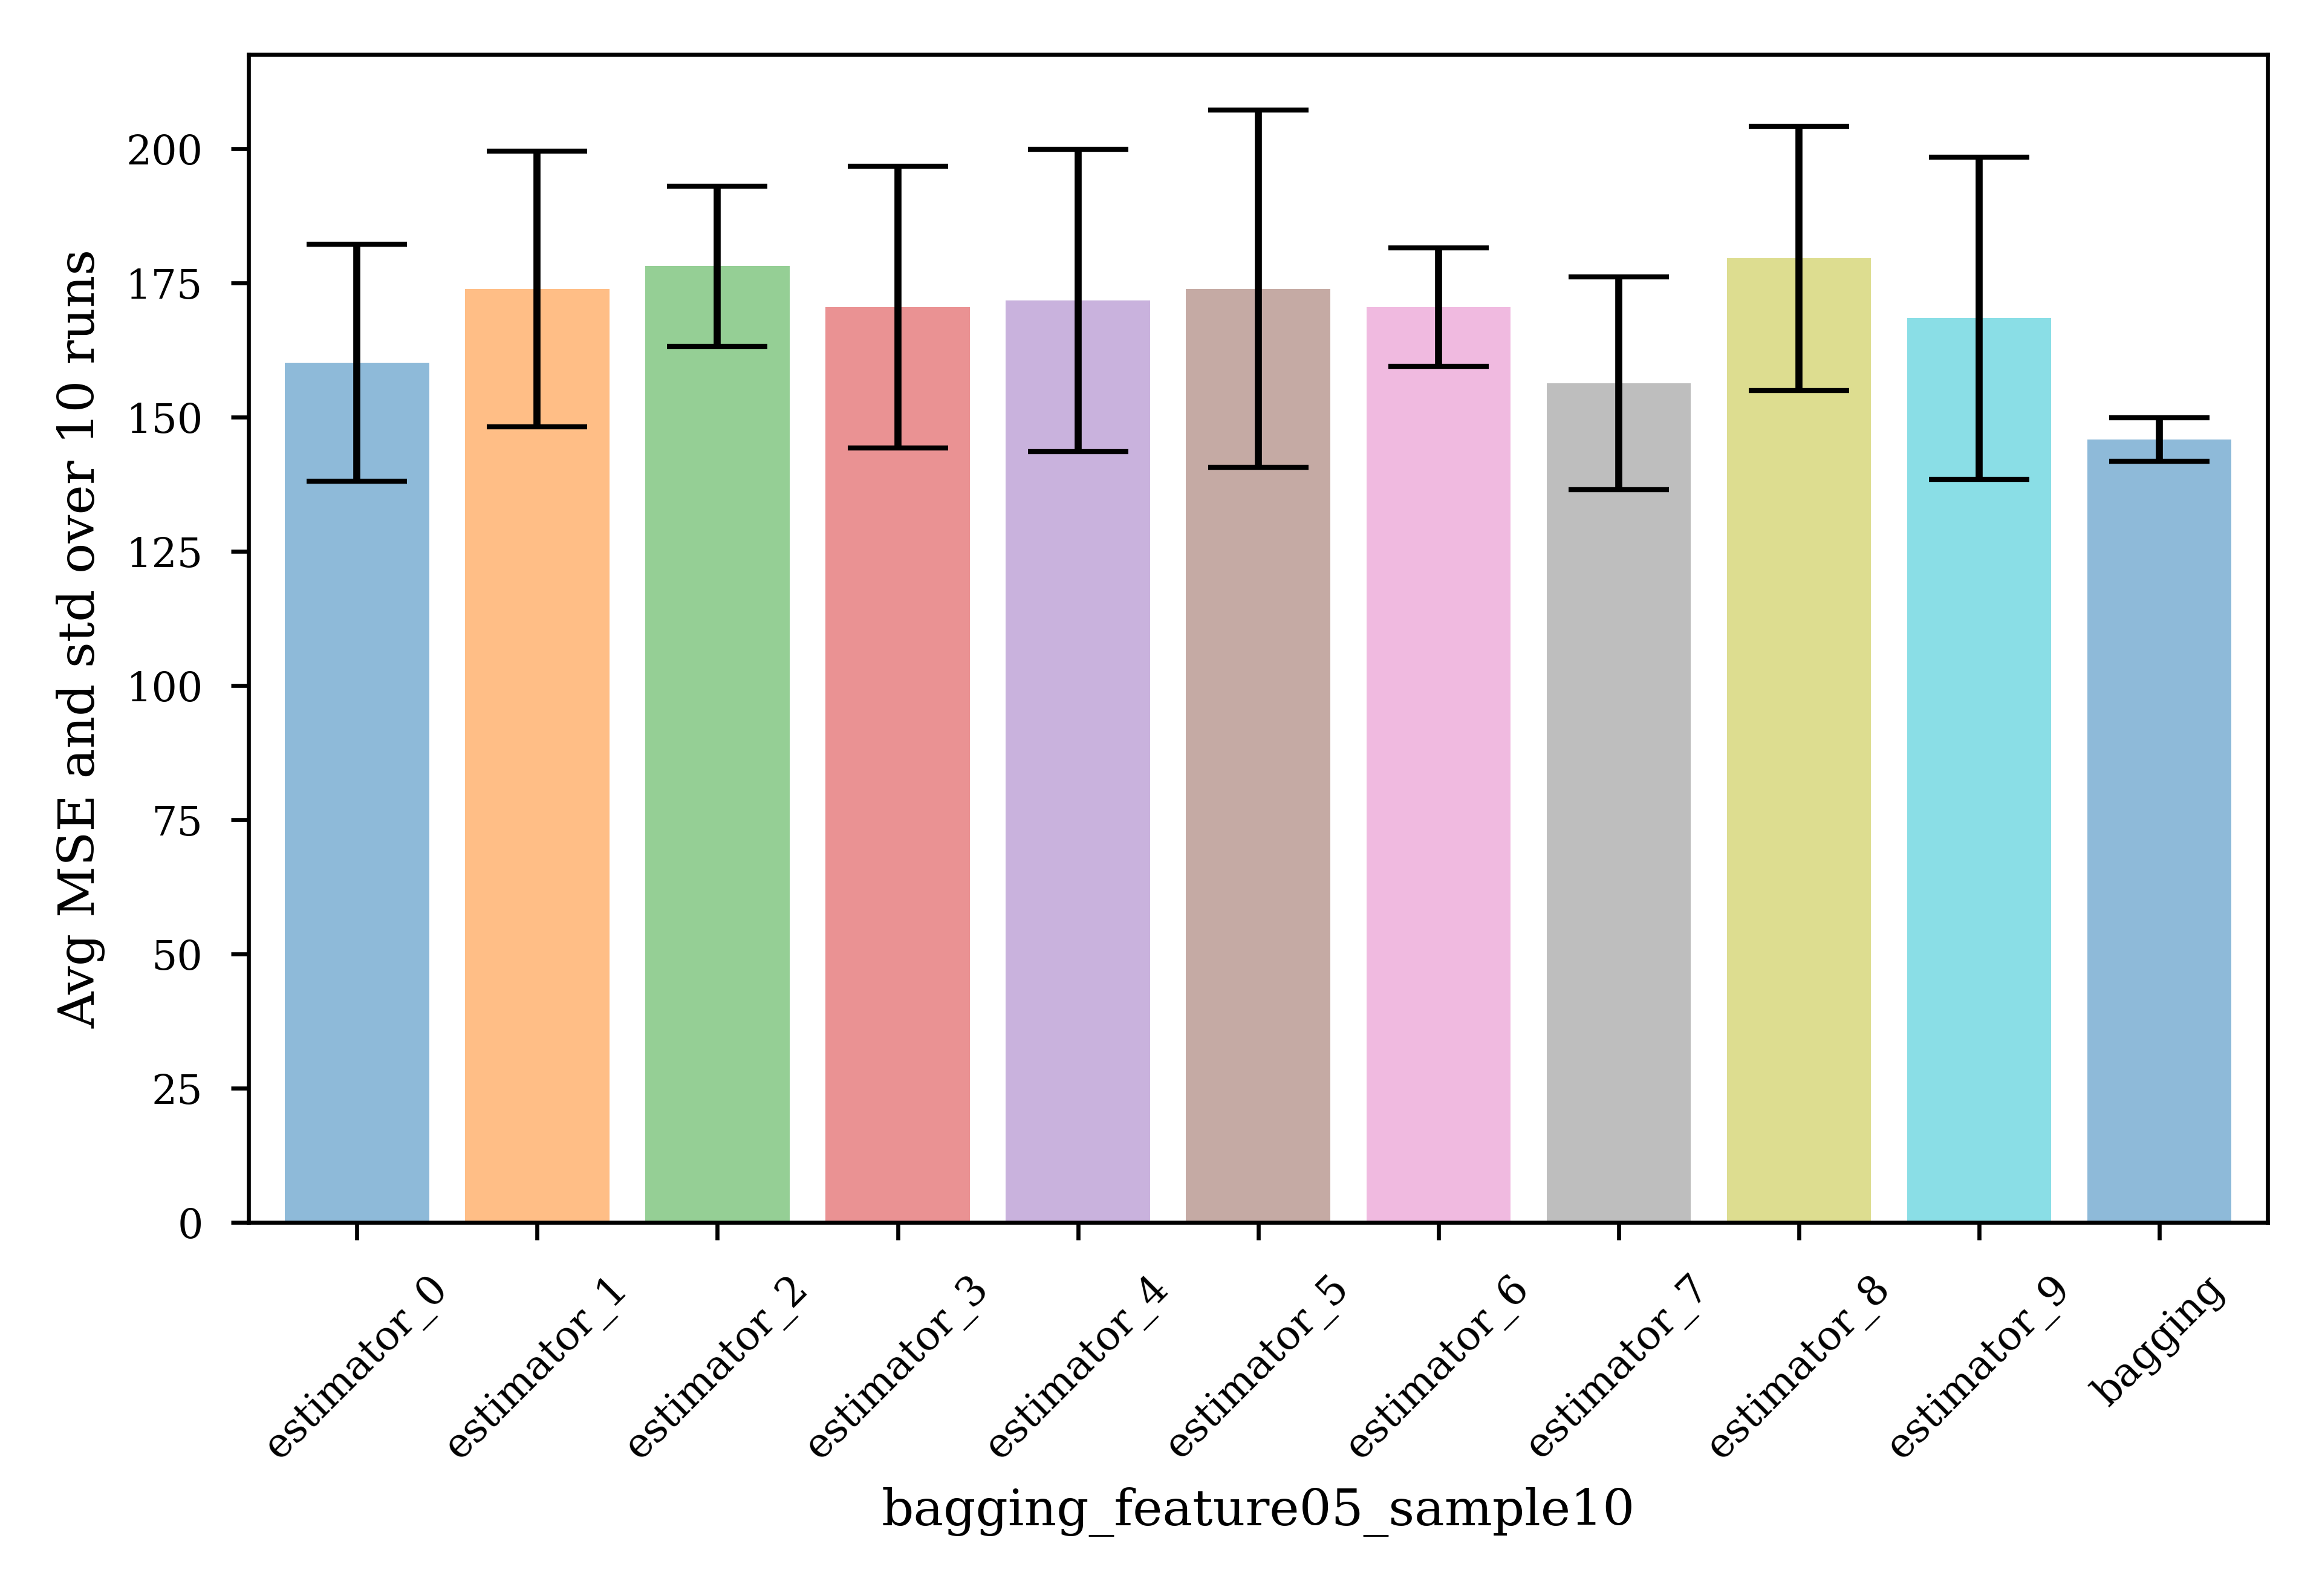 Avg MSE and std over 10 runs
200
175
150
125
100
75
50
25
0
estimator_0
estimator_1
estimator_2
estimator_3
estimator_4
estimator_5
estimator_6
estimator_7
estimator_8
estimator_9
bagging
bagging_feature05_sample10